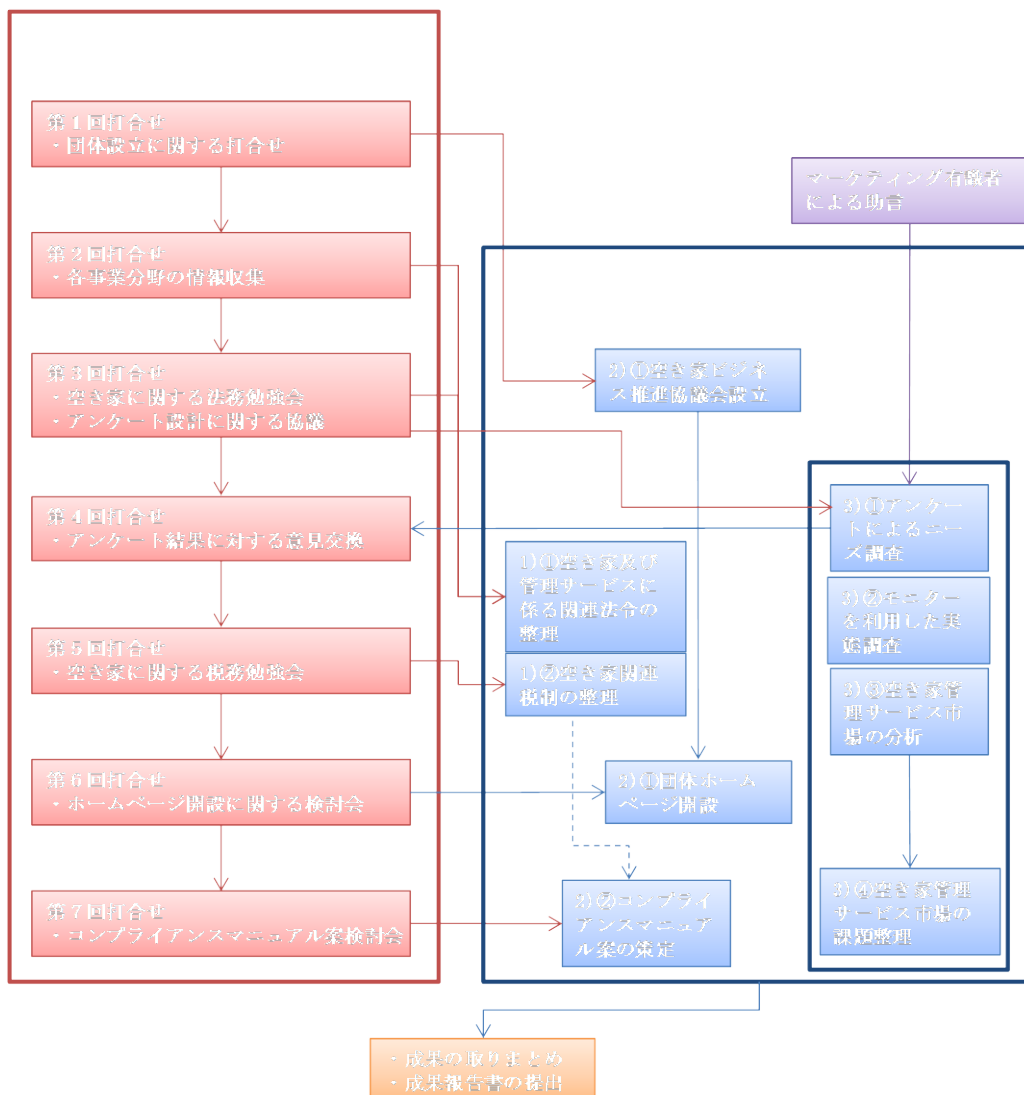 第1回打合せ
・団体設立に関する打合せ
第2回打合せ
・各事業分野の情報収集
第3回打合せ
・空き家に関する法務勉強会
・アンケート設計に関する協議
第4回打合せ
・アンケート結果に対する意見交換
第5回打合せ
・空き家に関する税務勉強会
第6回打合せ
・ホームページ開設に関する検討会
第7回打合せ
・コンプライアンスマニュアル案検討会
マーケティング有識者
による助言
2)①空き家ビジネ
ス推進協議会設立
1)①空き家及び
管理サービスに
係る関連法令の
整理
1)②空き家関連
税制の整理
2)①団体ホーム
ページ開設
2)②コンプライ
アンスマニュア
ル案の策定
3)①アンケー
トによるニー
ズ調査
3)②モニター
を利用した実
態調査
3)③空き家管
理サービス市
場の分析
3)④空き家管理
サービス市場の
課題整理
・成果の取りまとめ
・成果報告書の提出